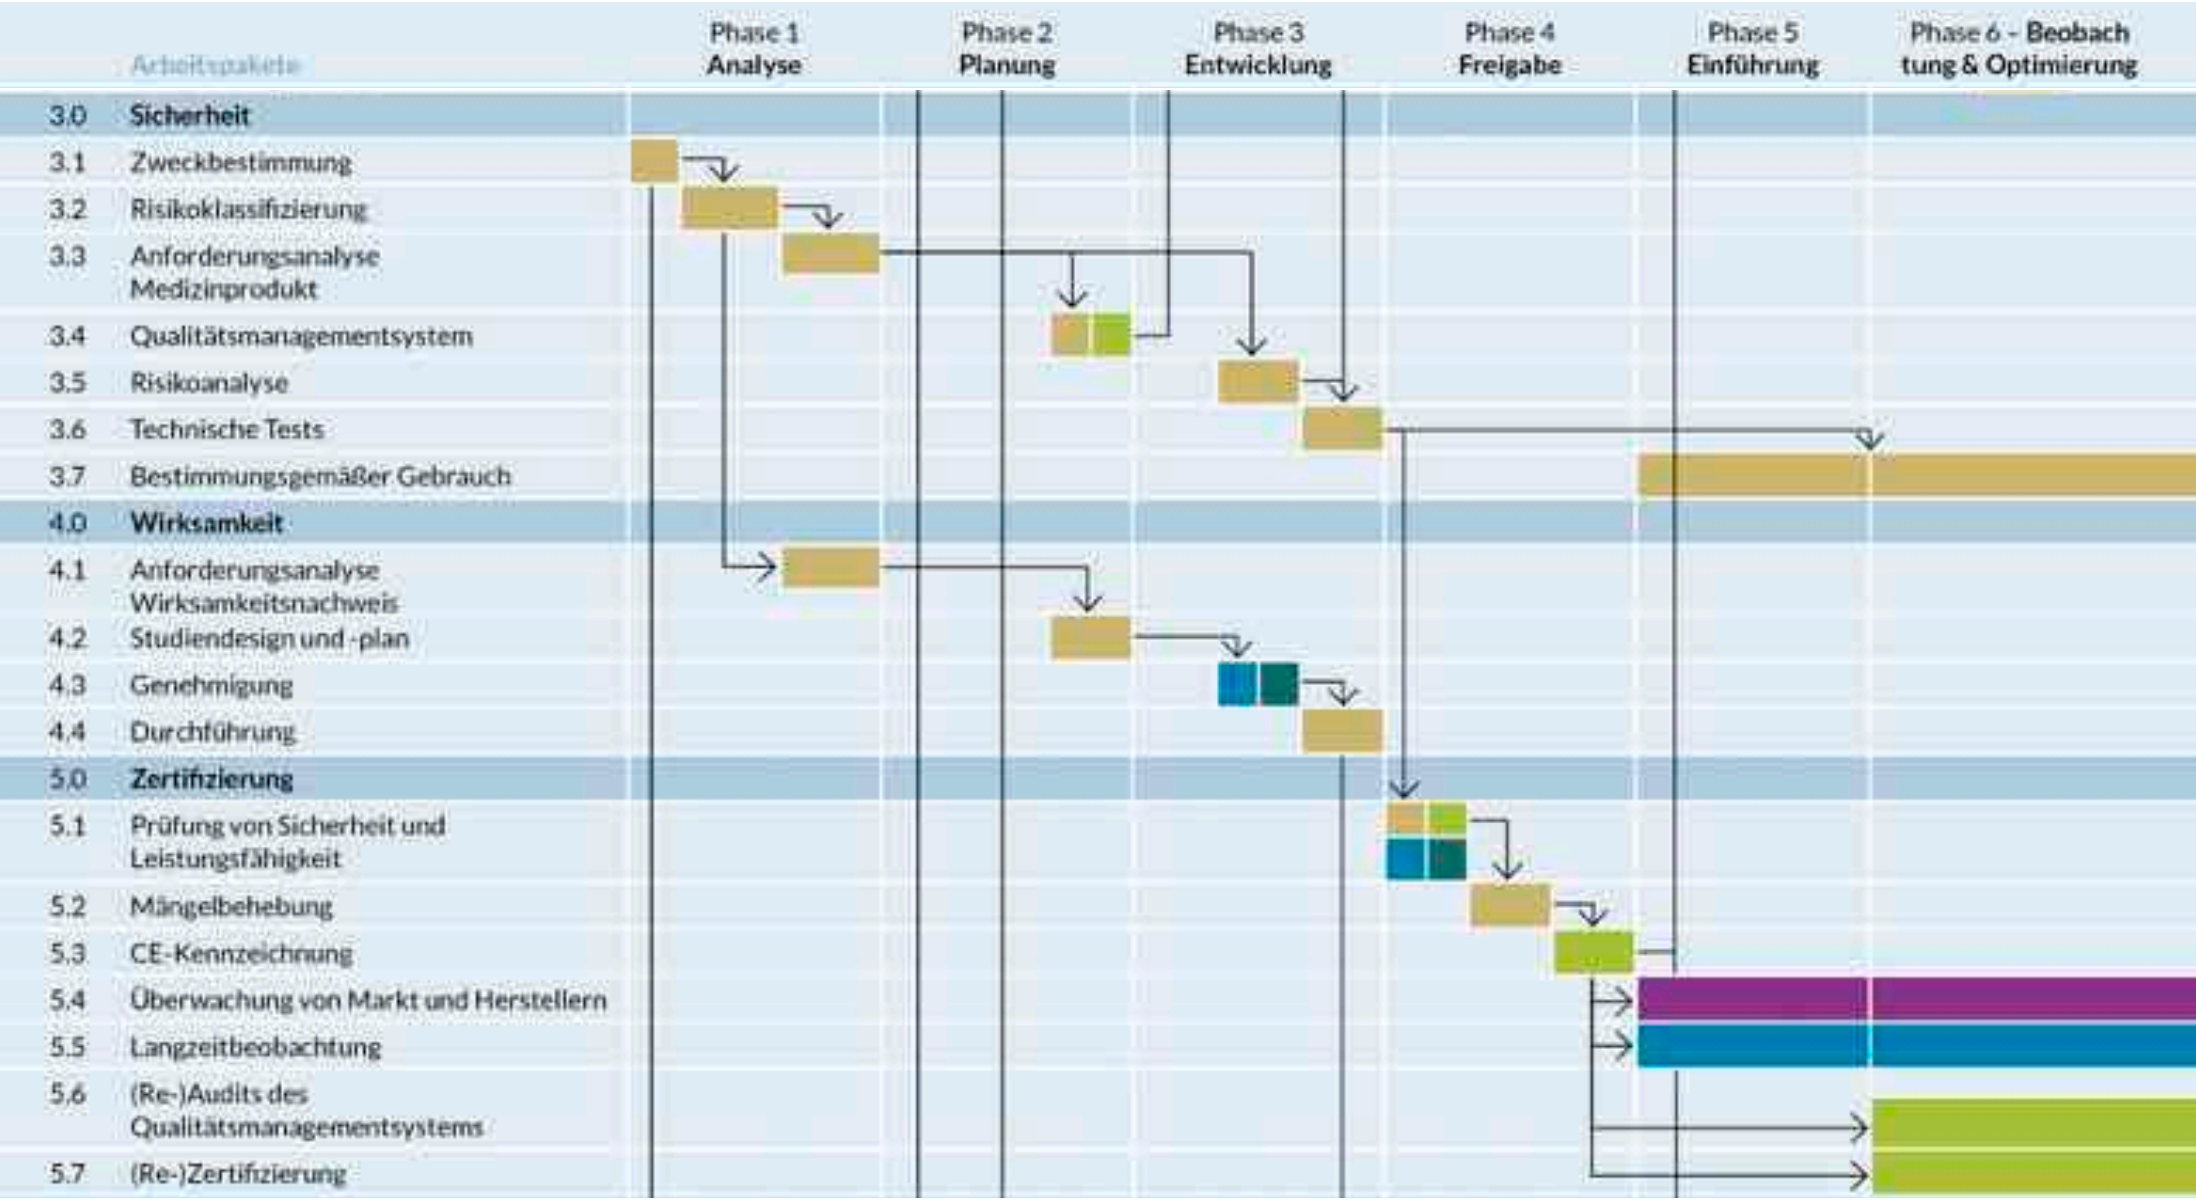 Phase 1
Analyse
Phase 2
Planung
Phase 3
Entwicklung
Phase 4
Freigabe
Phase 5
Einführung
Phase 6 – Beobach
tung & Optimierung
Arbeitspakete
3.0 Sicherheit
3.1 Zweckbestimmung
3.2 Risikoklassifizierung
3.3 Anforderungsanalyse
Medizinprodukt
3.4 Qualitätsmanagementsystem
3.5 Risikoanalyse
3.6 Technische Tests
3.7 Bestimmungsgemäßer Gebrauch
4.0 Wirksamkeit
4.1 Anforderungsanalyse
Wirksamkeitsnachweis
4.2 Studiendesign und -plan
4.3 Genehmigung
4.4 Durchführung
5.0 Zertifizierung
5.1 Prüfung von Sicherheit und
Leistungsfähigkeit
5.2 Mängelbehebung
5.3 CE-Kennzeichnung
5.4 Überwachung von Markt und Herstellern
5.5 Langzeitbeobachtung
5.6 (Re-)Audits des
Qualitätsmanagementsystems
5.7 (Re-)Zertifizierung